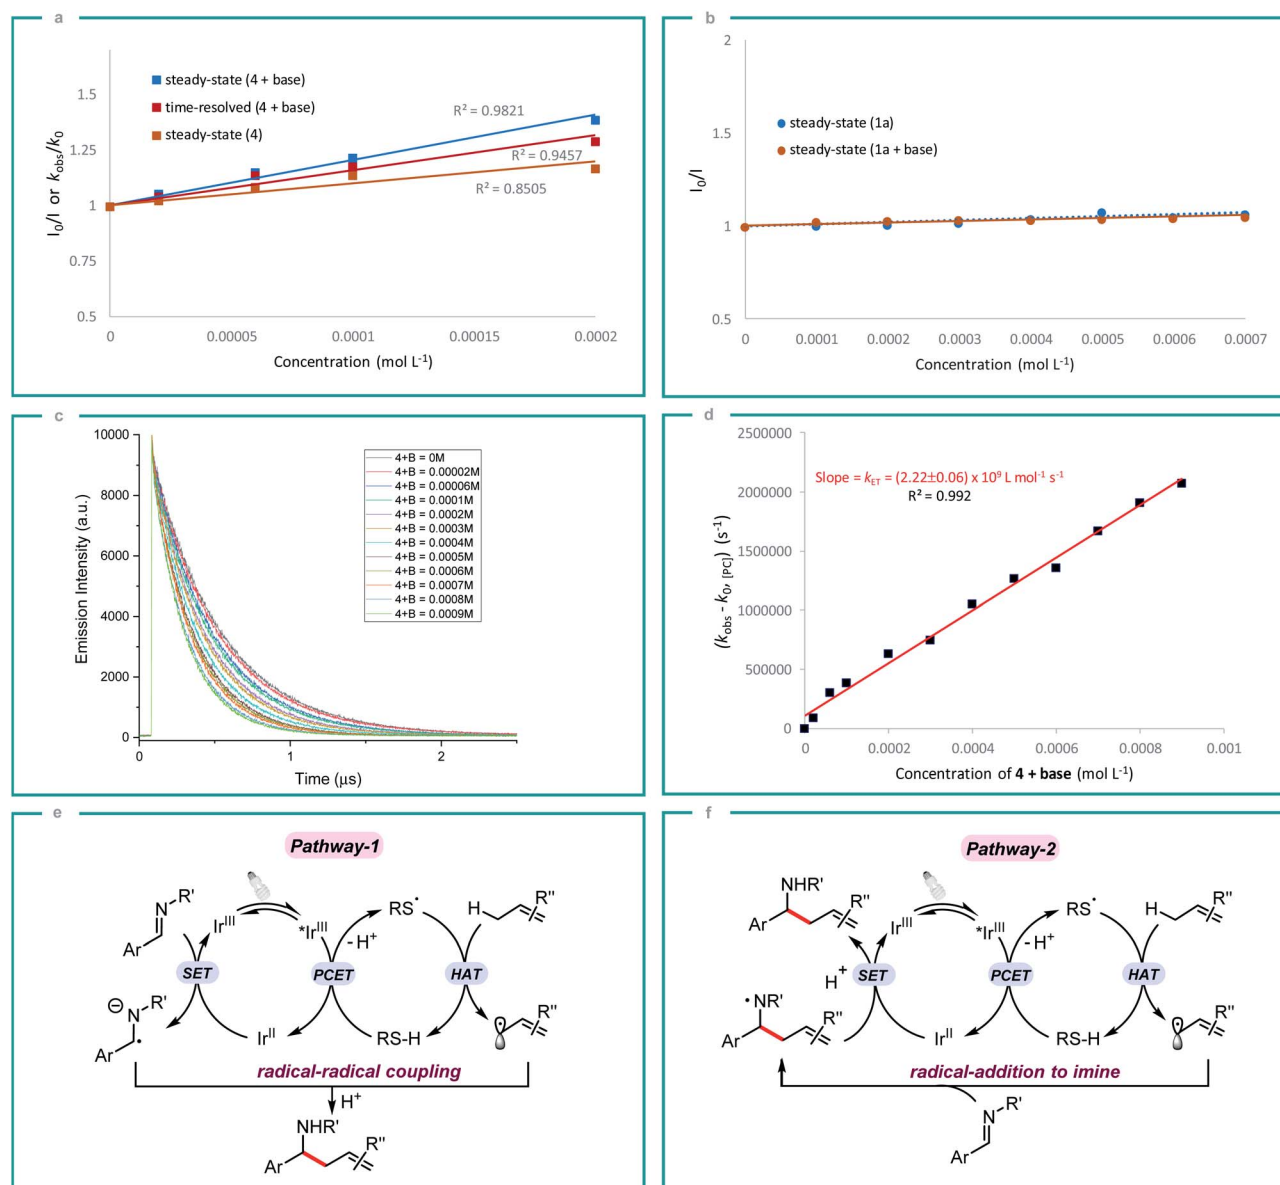 a
steady-state (4 + base)
time-resolved (4 + base)
steady-state (4)
R² = 0.9821
R² = 0.9457
R² = 0.8505
I₀/I or k_obs/k₀
1.5
1.25
1
0.75
0.5
0
0.00005
0.0001
0.00015
0.0002
Concentration (mol L⁻¹)
b
steady-state (1a)
steady-state (1a + base)
I₀/I
2
1.5
1
0.5
0
0.0001
0.0002
0.0003
0.0004
0.0005
0.0006
0.0007
Concentration (mol L⁻¹)
c
Emission Intensity (a.u.)
10000
8000
6000
4000
2000
0
4+B = 0M
4+B = 0.00002M
4+B = 0.00006M
4+B = 0.0001M
4+B = 0.0002M
4+B = 0.0003M
4+B = 0.0004M
4+B = 0.0005M
4+B = 0.0006M
4+B = 0.0007M
4+B = 0.0008M
4+B = 0.0009M
0
1
2
Time (μs)
d
(k_obs - k₀, [PC]) (s⁻¹)
2500000
2000000
1500000
1000000
500000
0
Slope = k_ET = (2.22±0.06) x 10⁹ L mol⁻¹ s⁻¹
R² = 0.992
0
0.0002
0.0004
0.0006
0.0008
0.001
Concentration of 4 + base (mol L⁻¹)
e
Pathway-1
N
R'
Ar
Ir^III
*Ir^III
- H⁺
RS•
H
R''
SET
PCET
HAT
⊖
N
R'
Ar
•
Ir^II
RS-H
•
R''
radical-radical coupling
H⁺
NHR'
R''
Ar
f
Pathway-2
NHR'
R''
Ar
Ir^III
*Ir^III
- H⁺
RS•
H
R''
H⁺
SET
PCET
HAT
•NR'
R''
Ar
Ir^II
RS-H
•
R''
radical-addition to imine
R'
N
Ar